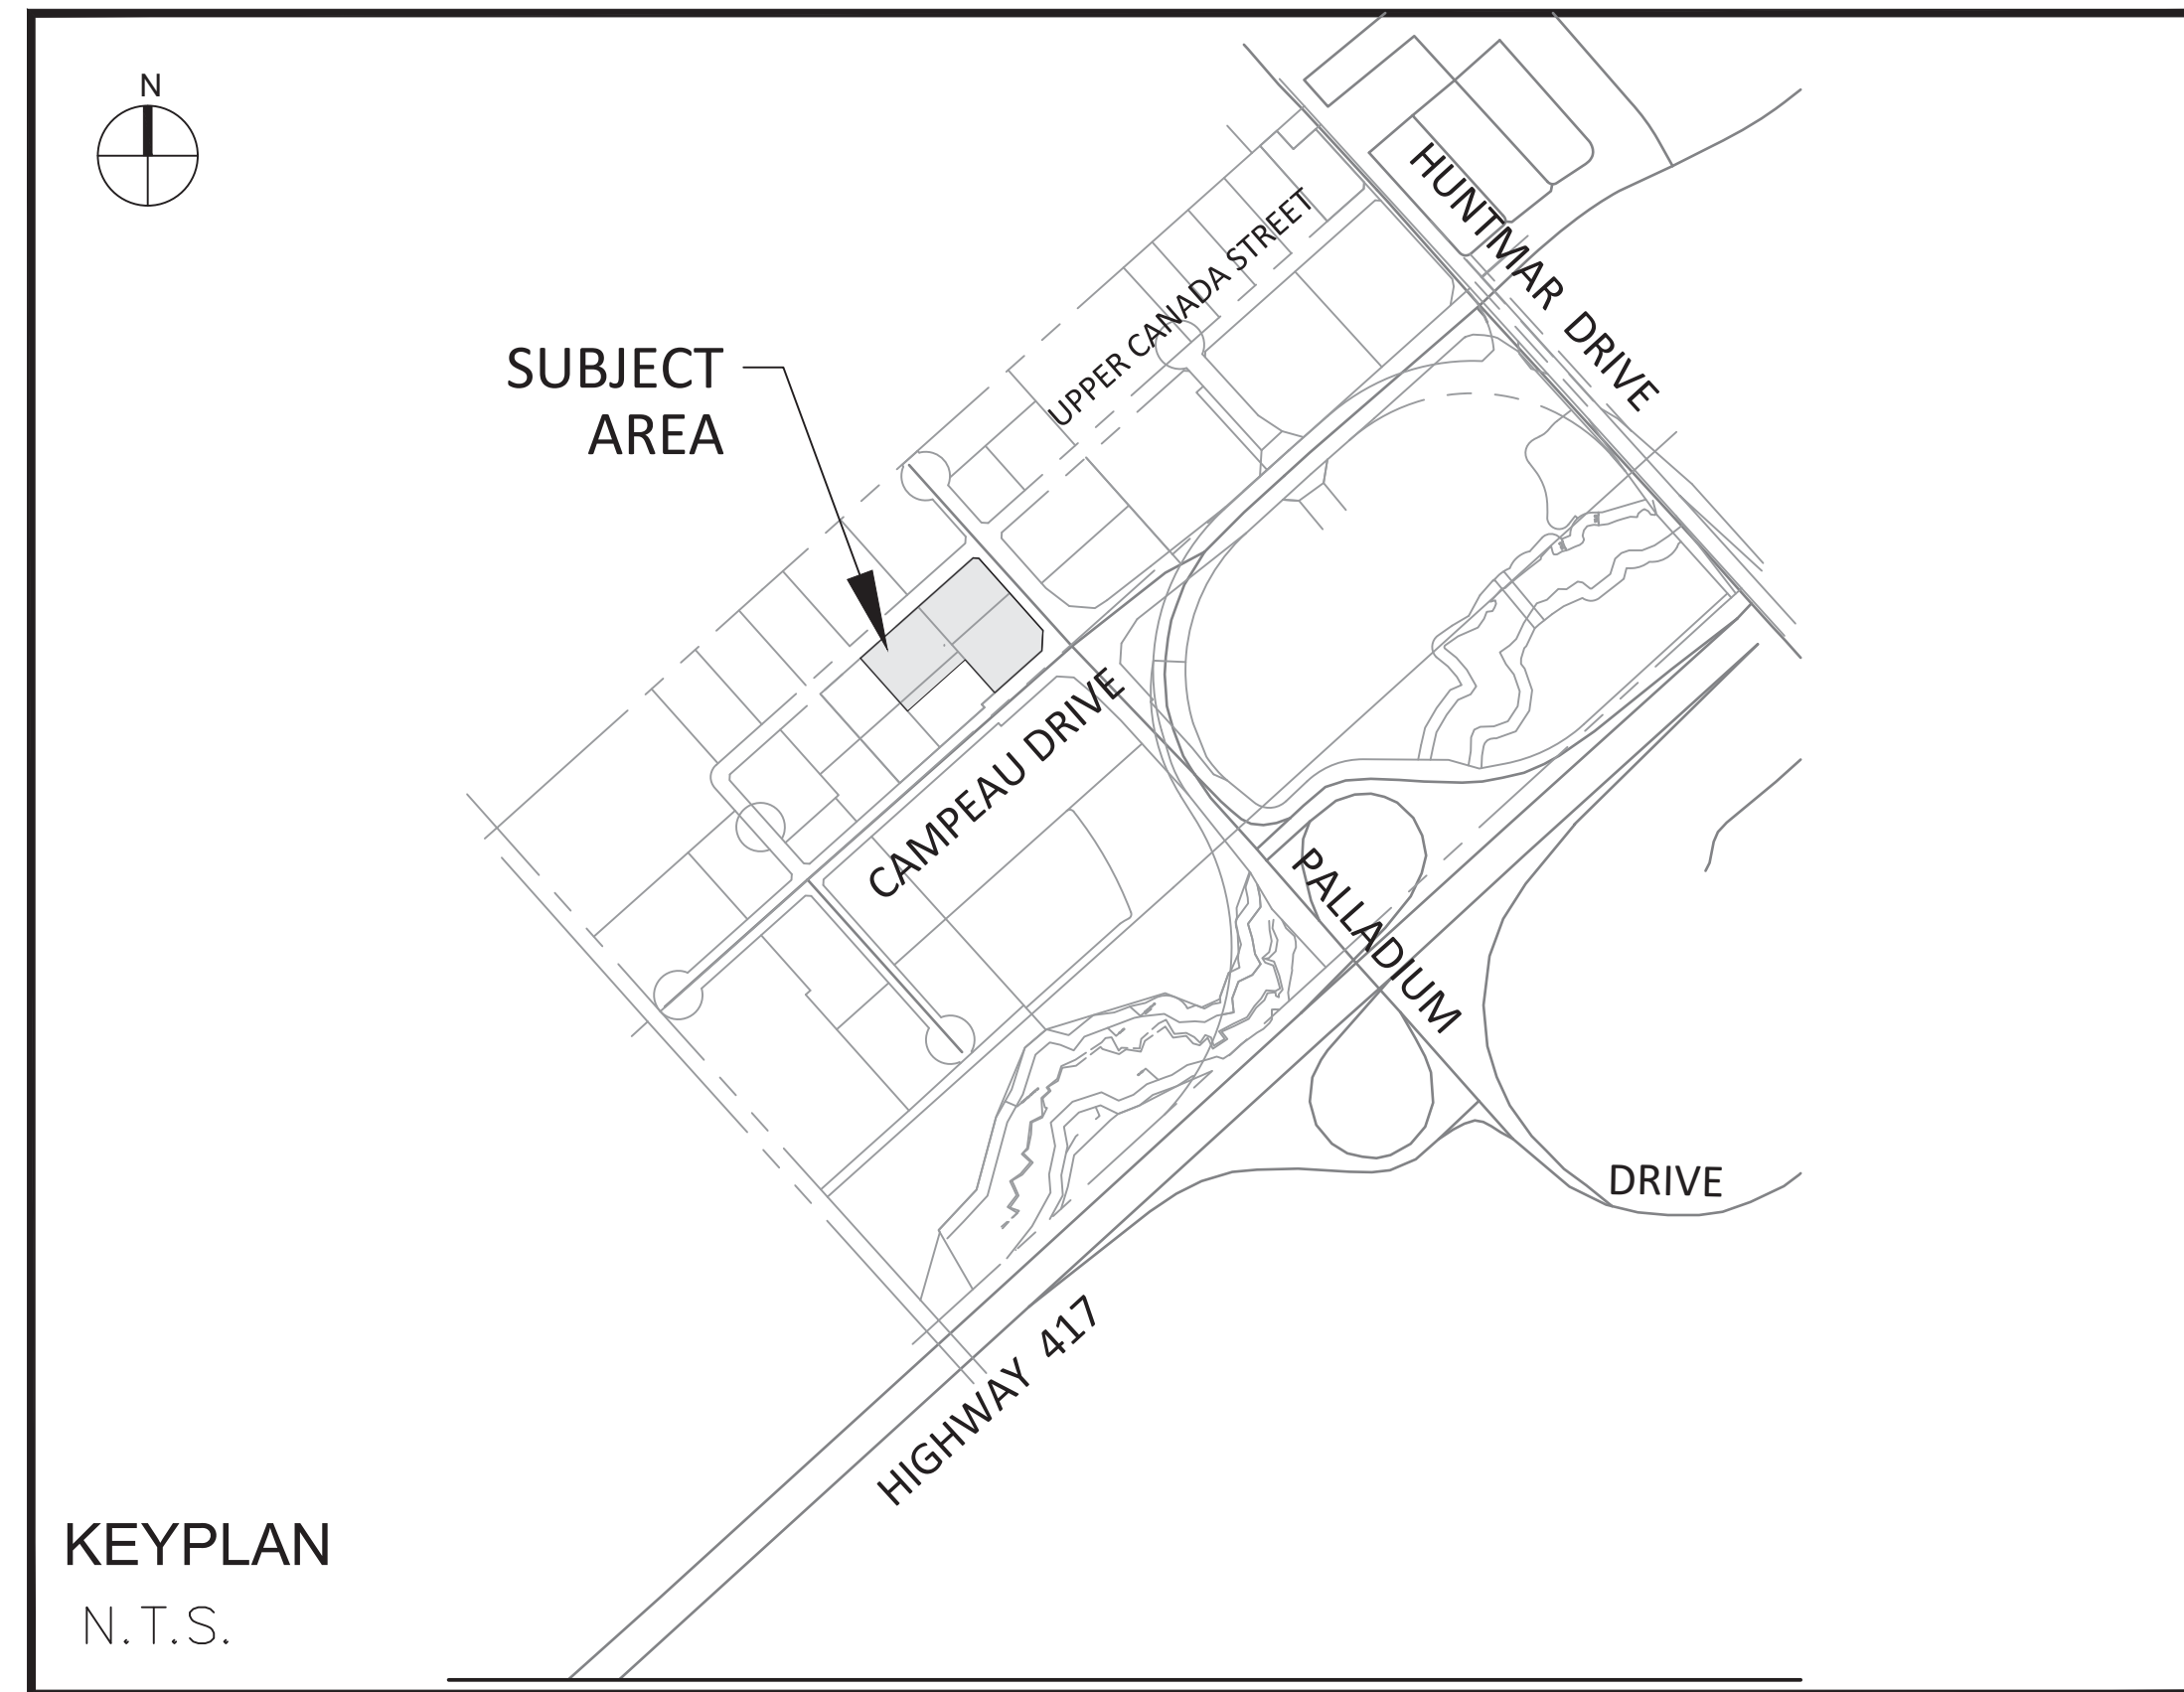 N
HUNTMAR DRIVE
UPPER CANADA STREET
SUBJECT
AREA
CAMPEAU DRIVE
PALLADIUM
DRIVE
HIGHWAY 417
KEYPLAN
N.T.S.